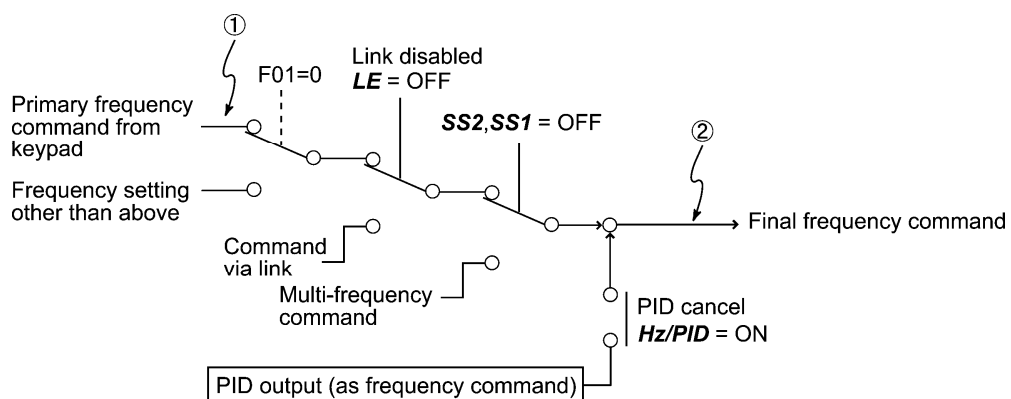 ①
F01=0
Link disabled
LE = OFF
Primary frequency
command from
keypad
SS2,SS1 = OFF
②
Frequency setting
other than above
Final frequency command
Command
via link
Multi-frequency
command
PID cancel
Hz/PID = ON
PID output (as frequency command)